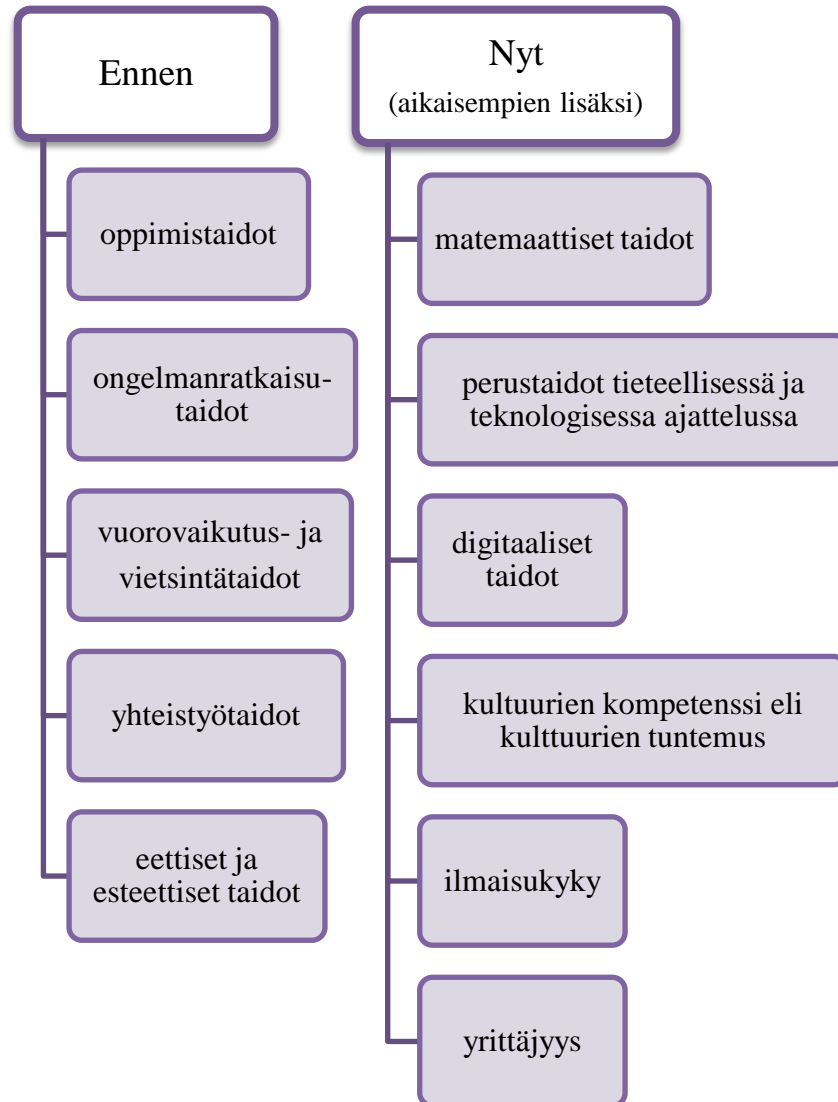 Ennen
oppimistaidot
ongelmanratkaisu-
taidot
vuorovaikutus- ja
vietsintätaidot
yhteistyötaidot
eettiset ja
esteettiset taidot
Nyt
(aikaisempien lisäksi)
matemaattiset taidot
perustaidot tieteellisessä ja
teknologisessa ajattelussa
digitaaliset
taidot
kultuurien kompetenssi eli
kulttuurien tuntemus
ilmaisukyky
yrittäjyys